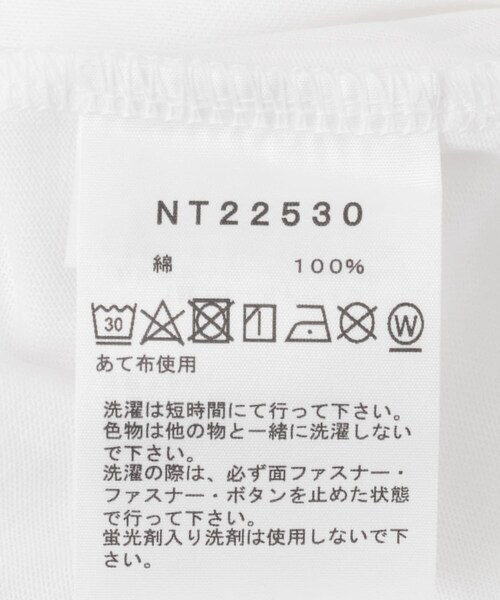 NT22530
綿 100%
30 W
あて布使用
洗濯は短時間にて行って下さい。
色物は他の物と一緒に洗濯しない
で下さい。
洗濯の際は、必ず面ファスナー・
ファスナー・ボタンを止めた状態
で行って下さい。
蛍光剤入り洗剤は使用しないで下
さい。